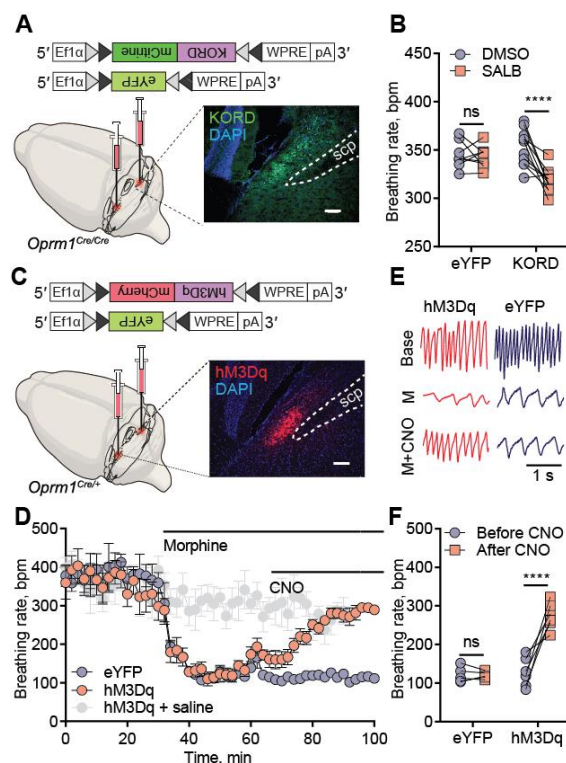 A
5′ Ef1α mCitrine KORD WPRE pA 3′
5′ Ef1α eYFP WPRE pA 3′
KORD
DAPI
scp
Oprm1Cre/Cre
B
DMSO
SALB
Breathing rate, bpm
450
400
350
300
250
ns
****
eYFP
KORD
C
5′ Ef1α mCherry hM3Dq WPRE pA 3′
5′ Ef1α eYFP WPRE pA 3′
hM3Dq
DAPI
scp
Oprm1Cre/+
E
hM3Dq eYFP
Base
M
M+CNO
1 s
D
Breathing rate, bpm
500
400
300
200
100
0
Morphine
CNO
eYFP
hM3Dq
hM3Dq + saline
0 20 40 60 80 100
Time, min
F
Before CNO
After CNO
Breathing rate, bpm
500
400
300
200
100
0
ns
****
eYFP hM3Dq